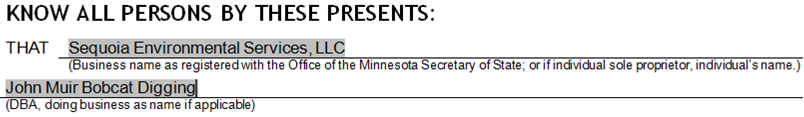 KNOW ALL PERSONS BY THESE PRESENTS:
THAT Sequoia Environmental Services, LLC
(Business name as registered with the Office of the Minnesota Secretary of State; or if individual sole proprietor, individual's name.)
John Muir Bobcat Digging
(DBA, doing business as name if applicable)